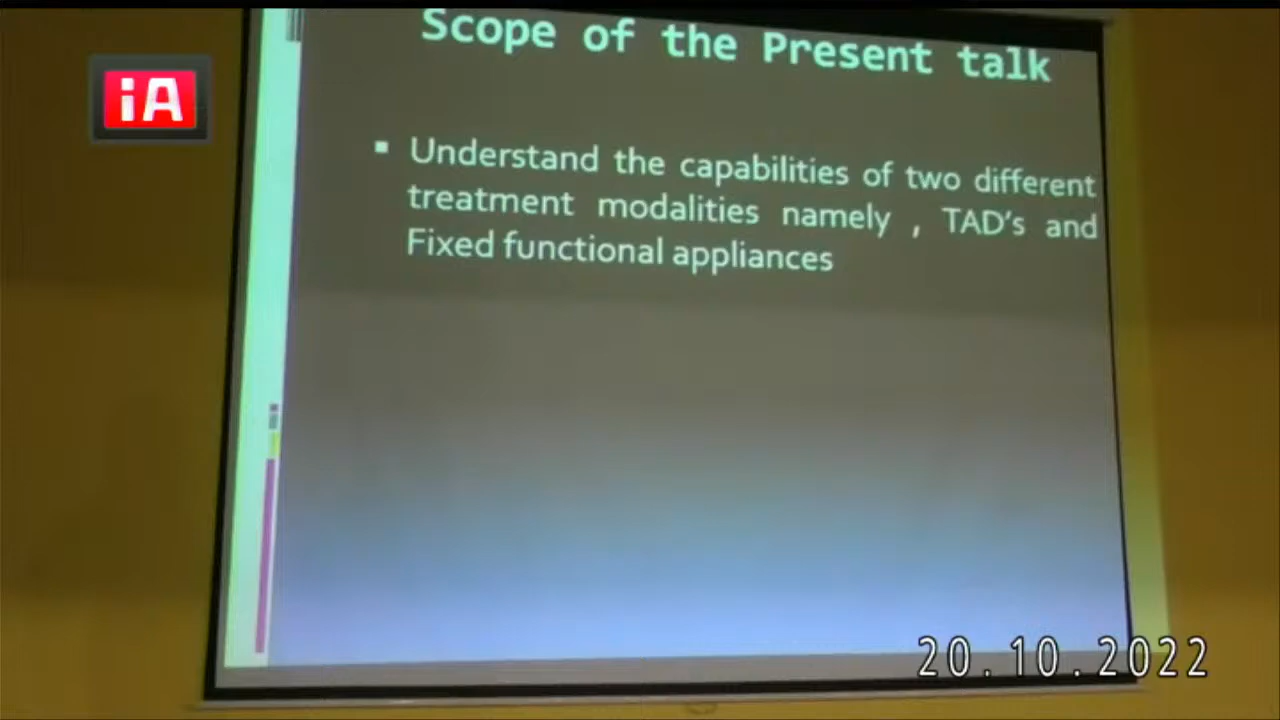 Scope of the Present talk
iA
▪ Understand the capabilities of two different
treatment modalities namely , TAD's and
Fixed functional appliances
20.10.2022